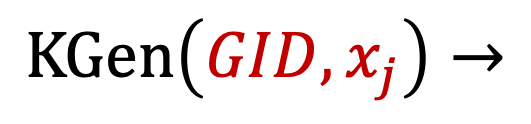 KGen(GID, x_j) →